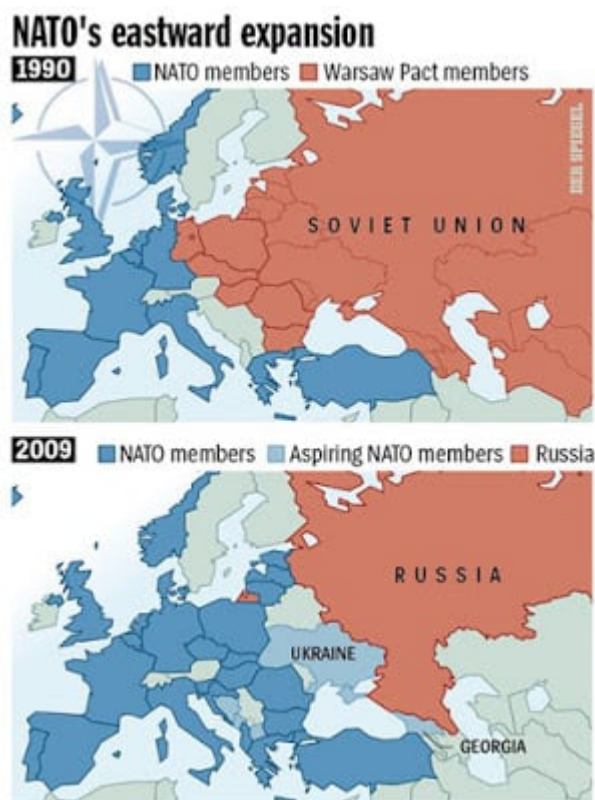 NATO's eastward expansion
1990 NATO members Warsaw Pact members
DER SPIEGEL
SOVIET UNION
2009 NATO members Aspiring NATO members Russia
RUSSIA
UKRAINE
GEORGIA